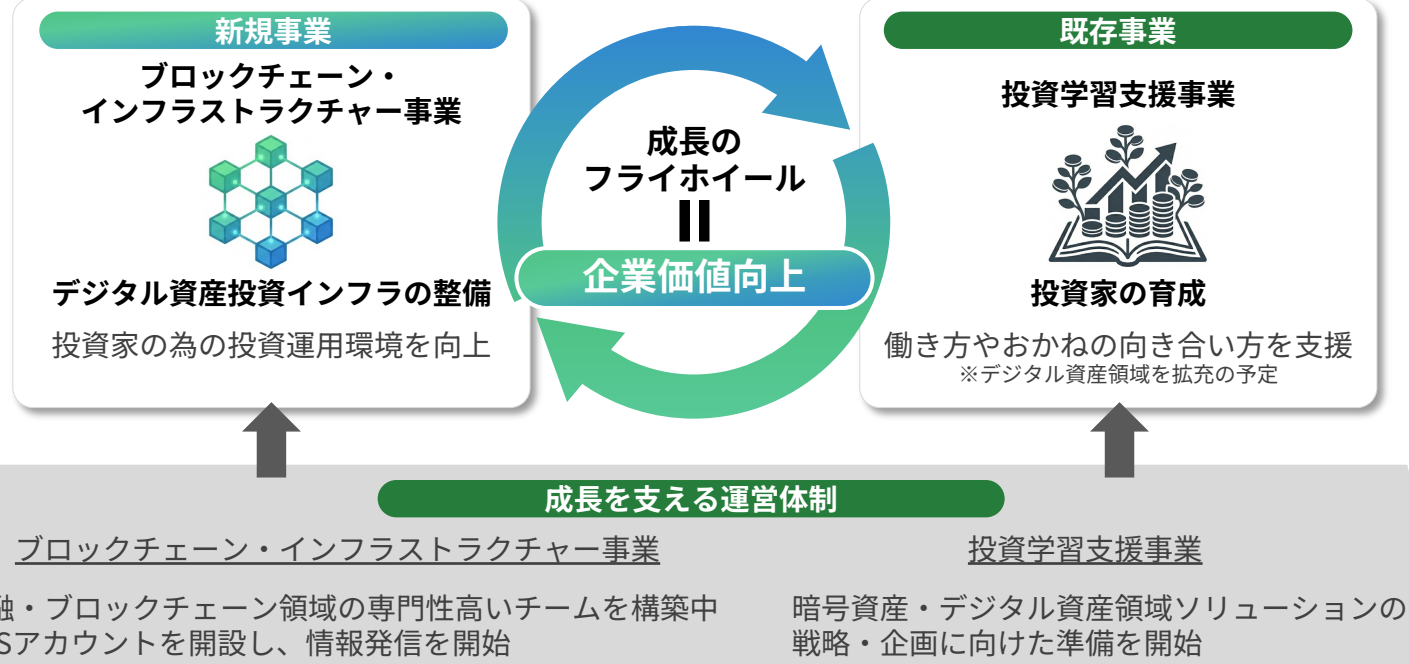 新規事業
ブロックチェーン・
インフラストラクチャー事業
デジタル資産投資インフラの整備
投資家の為の投資運用環境を向上
成長の
フライホイール
企業価値向上
既存事業
投資学習支援事業
投資家の育成
働き方やおかねの向き合い方を支援
※デジタル資産領域を拡充の予定
成長を支える運営体制
ブロックチェーン・インフラストラクチャー事業
・ブロックチェーン領域の専門性高いチームを構築中
アカウントを開設し、情報発信を開始
投資学習支援事業
暗号資産・デジタル資産領域ソリューションの
戦略・企画に向けた準備を開始